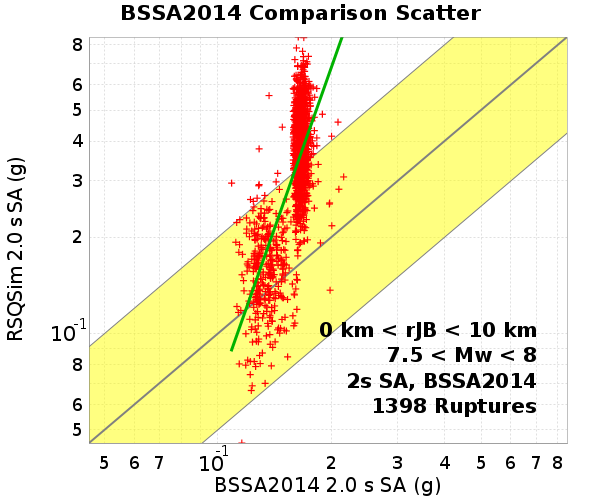 BSSA2014 Comparison Scatter
RSQSim 2.0 s SA (g)
8
6
5
4
3
2
10^-1
8
6
5
0 km < rJB < 10 km
7.5 < Mw < 8
2s SA, BSSA2014
1398 Ruptures
5 6 7 10^-1 2 3 4 5 6 7 8
BSSA2014 2.0 s SA (g)